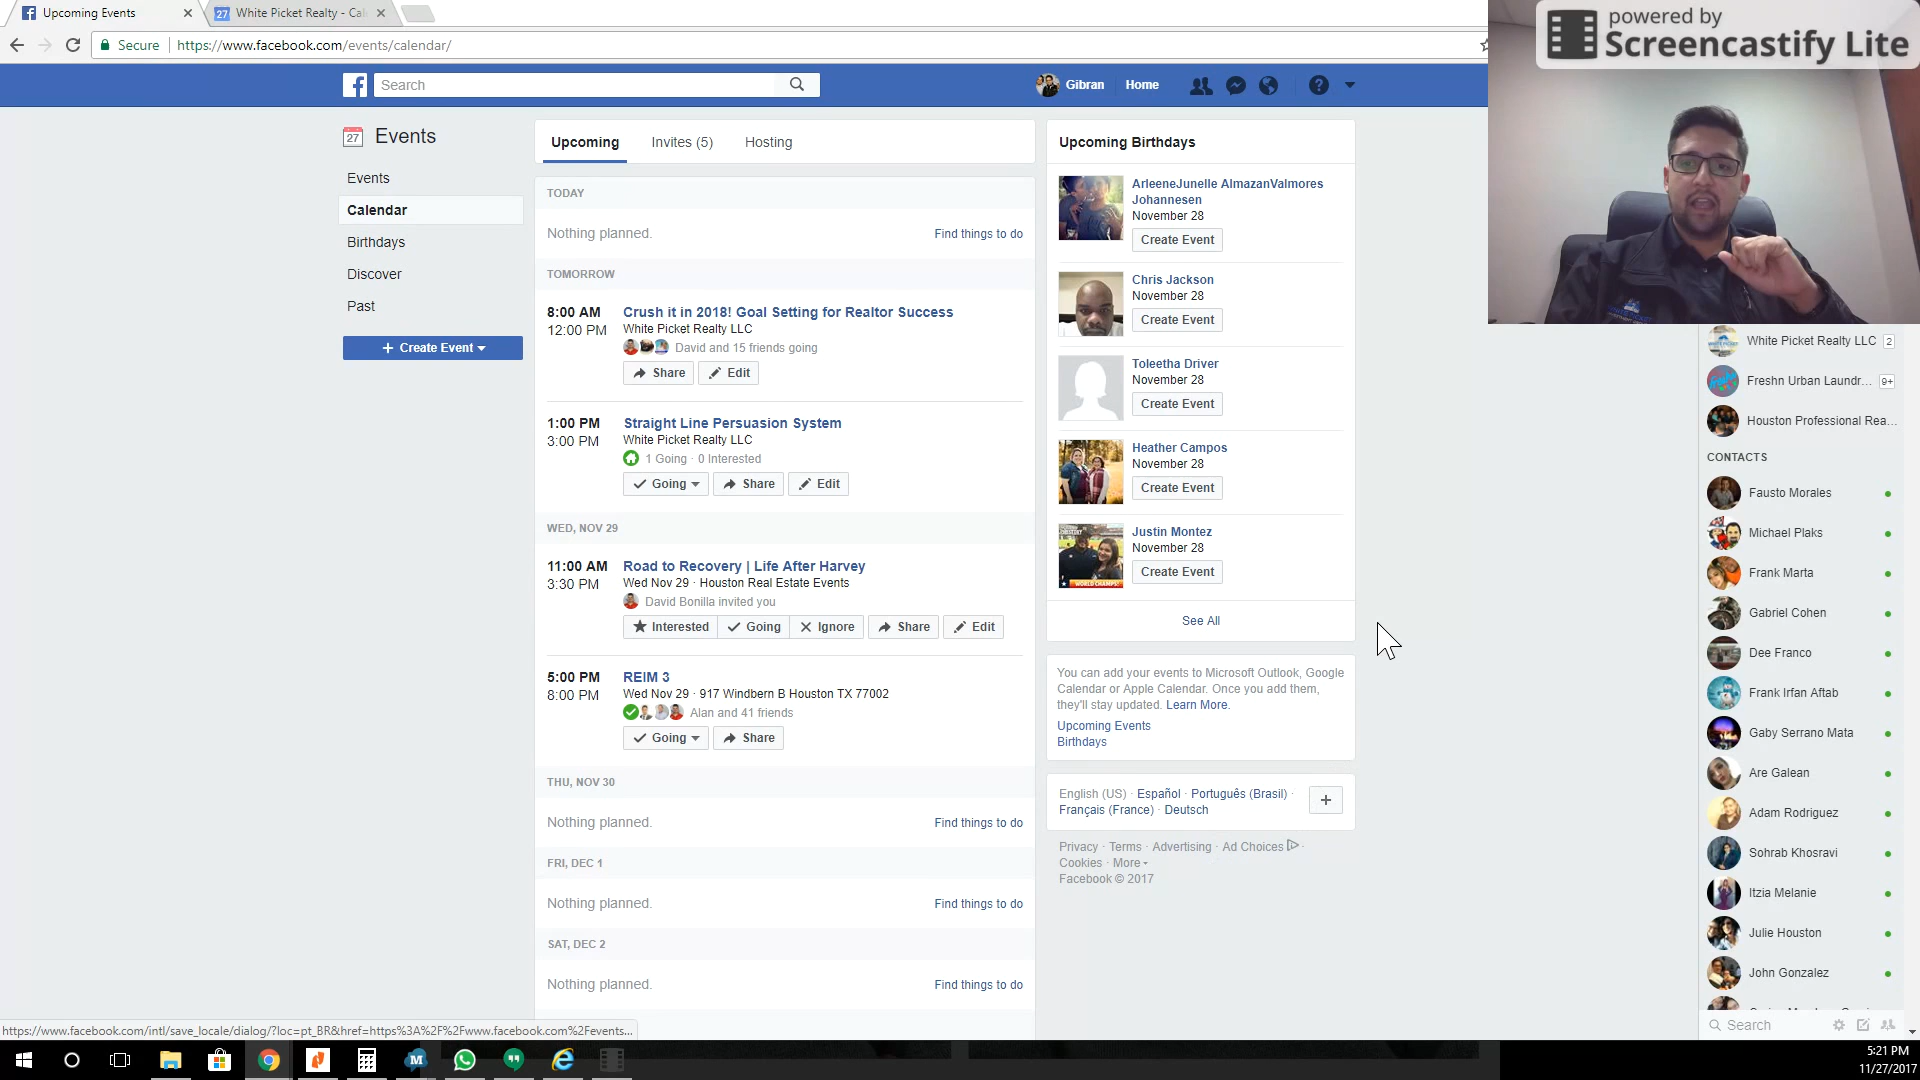 Upcoming Events
27 White Picket Realty - Cal
Secure https://www.facebook.com/events/calendar/
powered by
Screencastify Lite
Search
Gibran Home
27 Events
Events
Calendar
Birthdays
Discover
Past
+ Create Event
Upcoming Invites (5) Hosting
TODAY
Nothing planned. Find things to do
TOMORROW
8:00 AM Crush it in 2018! Goal Setting for Realtor Success
12:00 PM White Picket Realty LLC
David and 15 friends going
Share Edit
1:00 PM Straight Line Persuasion System
3:00 PM White Picket Realty LLC
1 Going · 0 Interested
Going Share Edit
WED, NOV 29
11:00 AM Road to Recovery | Life After Harvey
3:30 PM Wed Nov 29 · Houston Real Estate Events
David Bonilla invited you
Interested Going Ignore Share Edit
5:00 PM REIM 3
8:00 PM Wed Nov 29 · 917 Windbern B Houston TX 77002
Alan and 41 friends
Going Share
THU, NOV 30
Nothing planned. Find things to do
FRI, DEC 1
Nothing planned. Find things to do
SAT, DEC 2
Nothing planned. Find things to do
Upcoming Birthdays
ArleeneJunelle AlmazanValmores
Johannesen
November 28
Create Event
Chris Jackson
November 28
Create Event
Toleetha Driver
November 28
Create Event
Heather Campos
November 28
Create Event
Justin Montez
November 28
Create Event
WORLD CHAMPS!
See All
You can add your events to Microsoft Outlook, Google
Calendar or Apple Calendar. Once you add them,
they'll stay updated. Learn More.
Upcoming Events
Birthdays
English (US) · Español · Português (Brasil) ·
Français (France) · Deutsch
+
Privacy · Terms · Advertising · Ad Choices ·
Cookies · More
Facebook © 2017
White Picket Realty LLC 2
Freshn Urban Laundr... 9+
Houston Professional Rea...
CONTACTS
Fausto Morales
Michael Plaks
Frank Marta
Gabriel Cohen
Dee Franco
Frank Irfan Aftab
Gaby Serrano Mata
Are Galean
Adam Rodriguez
Sohrab Khosravi
Itzia Melanie
Julie Houston
John Gonzalez
Search
https://www.facebook.com/intl/save_locale/dialog/?loc=pt_BR&href=https%3A%2F%2Fwww.facebook.com%2Fevents...
5:21 PM
11/27/2017